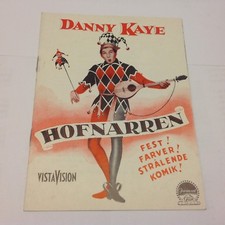 DANNY KAYE
HOFNARREN
FEST!
FARVER!
STRÅLENDE
KOMIK!
VISTAVISION